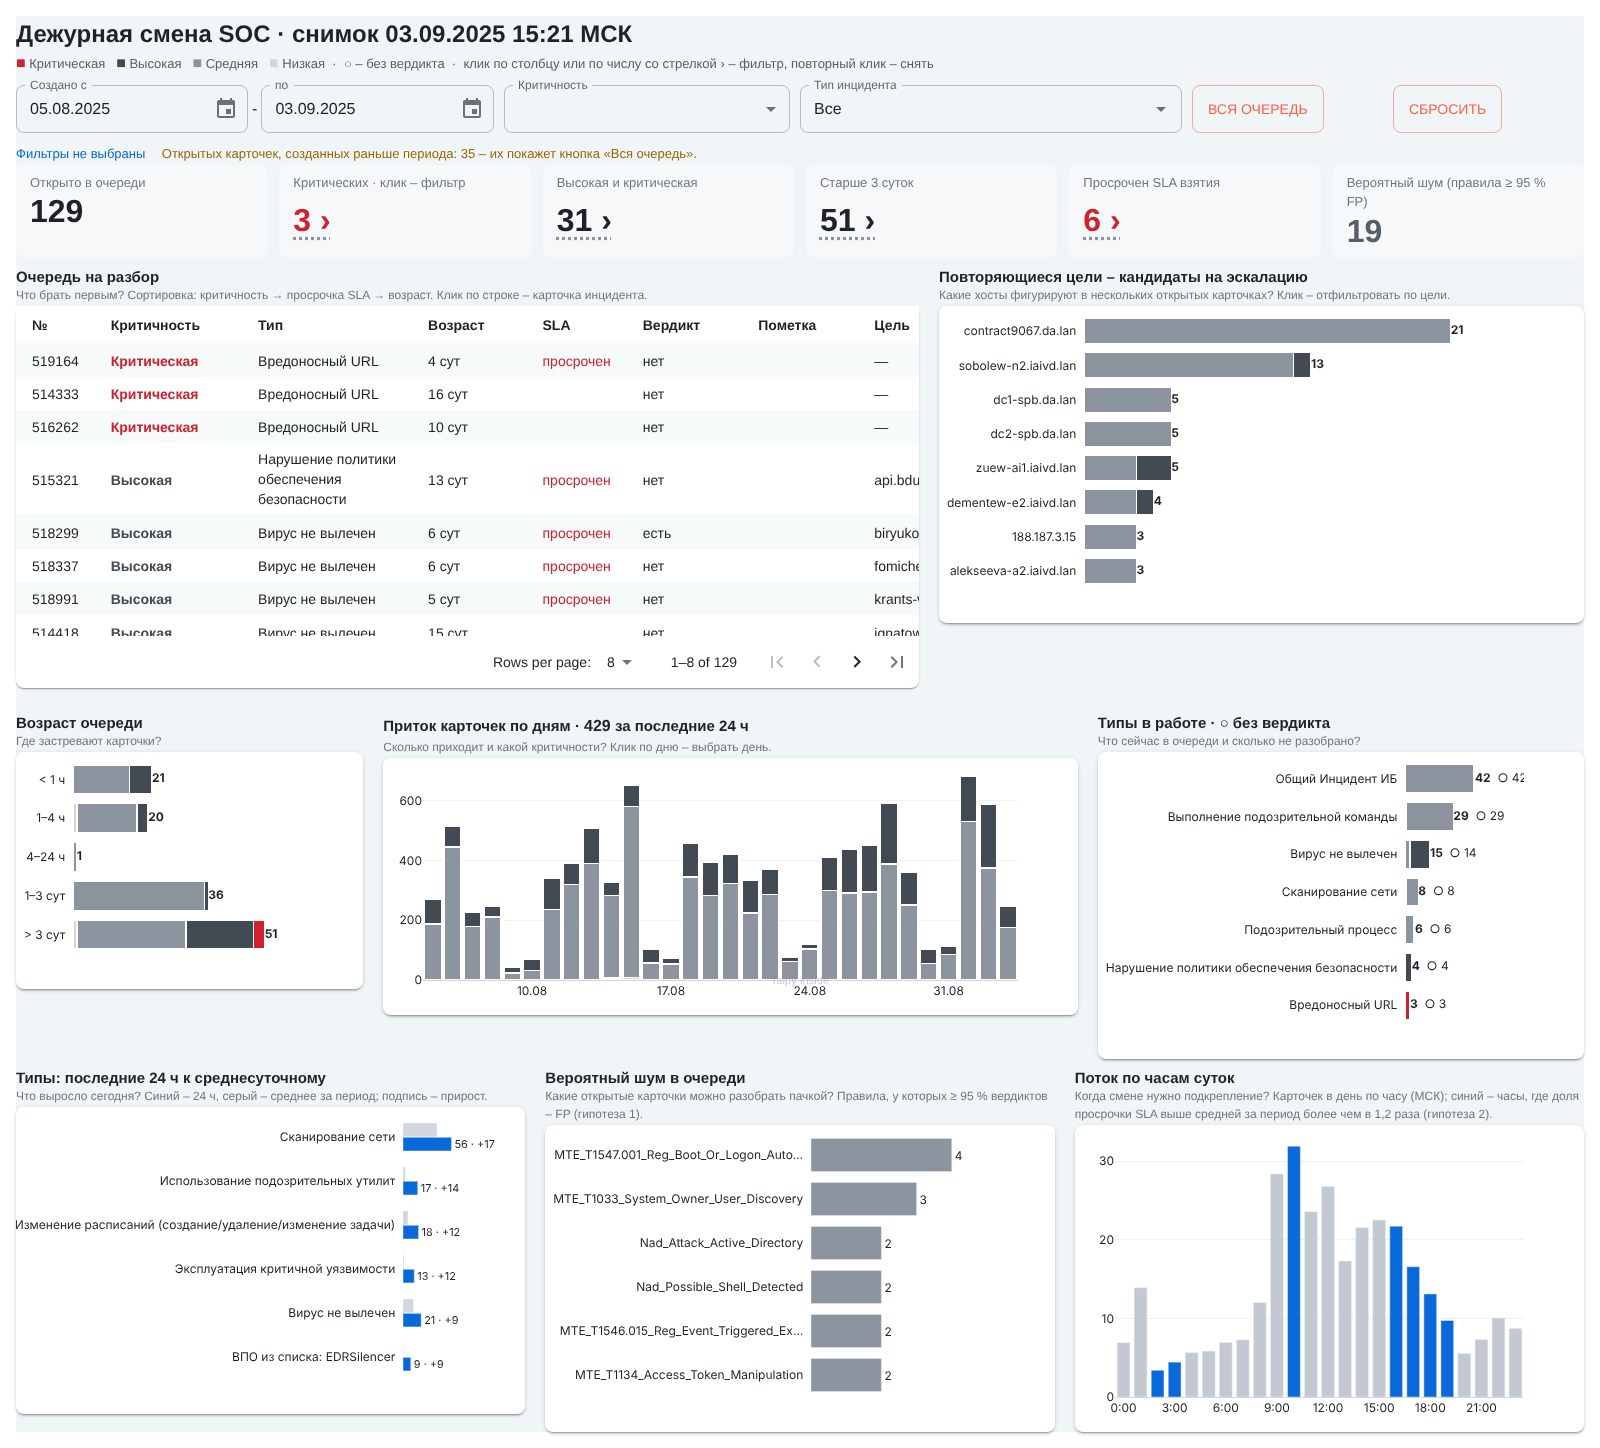 Дежурная смена SOC · снимок 03.09.2025 15:21 МСК
Критическая Высокая Средняя Низкая · ○ – без вердикта · клик по столбцу или по числу со стрелкой › – фильтр, повторный клик – снять
Создано с по Критичность Тип инцидента
05.08.2025 - 03.09.2025 Все ВСЯ ОЧЕРЕДЬ СБРОСИТЬ
Фильтры не выбраны Открытых карточек, созданных раньше периода: 35 – их покажет кнопка «Вся очередь».
Открыто в очереди
129
Критических · клик – фильтр
3 ›
Высокая и критическая
31 ›
Старше 3 суток
51 ›
Просрочен SLA взятия
6 ›
Вероятный шум (правила ≥ 95 %
FP)
19
Очередь на разбор
Что брать первым? Сортировка: критичность → просрочка SLA → возраст. Клик по строке – карточка инцидента.
№ Критичность Тип Возраст SLA Вердикт Пометка Цель
519164 Критическая Вредоносный URL 4 сут просрочен нет —
514333 Критическая Вредоносный URL 16 сут нет —
516262 Критическая Вредоносный URL 10 сут нет —
515321 Высокая Нарушение политики
обеспечения
безопасности 13 сут просрочен нет api.bdu
518299 Высокая Вирус не вылечен 6 сут просрочен есть biryuko
518337 Высокая Вирус не вылечен 6 сут просрочен нет fomiche
518991 Высокая Вирус не вылечен 5 сут просрочен нет krants-
514418 Высокая Вирус не вылечен 15 сут нет ignatow
Rows per page: 8 1–8 of 129
Повторяющиеся цели – кандидаты на эскалацию
Какие хосты фигурируют в нескольких открытых карточках? Клик – отфильтровать по цели.
contract9067.da.lan 21
sobolew-n2.iaivd.lan 13
dc1-spb.da.lan 5
dc2-spb.da.lan 5
zuew-ai1.iaivd.lan 5
dementew-e2.iaivd.lan 4
188.187.3.15 3
alekseeva-a2.iaivd.lan 3
Возраст очереди
Где застревают карточки?
< 1 ч 21
1–4 ч 20
4–24 ч 1
1–3 сут 36
> 3 сут 51
Приток карточек по дням · 429 за последние 24 ч
Сколько приходит и какой критичности? Клик по дню – выбрать день.
600
400
200
0
Taipy inside
10.08 17.08 24.08 31.08
Типы в работе · ○ без вердикта
Что сейчас в очереди и сколько не разобрано?
Общий Инцидент ИБ 42 ○ 42
Выполнение подозрительной команды 29 ○ 29
Вирус не вылечен 15 ○ 14
Сканирование сети 8 ○ 8
Подозрительный процесс 6 ○ 6
Нарушение политики обеспечения безопасности 4 ○ 4
Вредоносный URL 3 ○ 3
Типы: последние 24 ч к среднесуточному
Что выросло сегодня? Синий – 24 ч, серый – среднее за период; подпись – прирост.
Сканирование сети 56 · +17
Использование подозрительных утилит 17 · +14
Изменение расписаний (создание/удаление/изменение задачи) 18 · +12
Эксплуатация критичной уязвимости 13 · +12
Вирус не вылечен 21 · +9
ВПО из списка: EDRSilencer 9 · +9
Вероятный шум в очереди
Какие открытые карточки можно разобрать пачкой? Правила, у которых ≥ 95 % вердиктов
– FP (гипотеза 1).
MTE_T1547.001_Reg_Boot_Or_Logon_Auto... 4
MTE_T1033_System_Owner_User_Discovery 3
Nad_Attack_Active_Directory 2
Nad_Possible_Shell_Detected 2
MTE_T1546.015_Reg_Event_Triggered_Ex... 2
MTE_T1134_Access_Token_Manipulation 2
Поток по часам суток
Когда смене нужно подкрепление? Карточек в день по часу (МСК); синий – часы, где доля
просрочки SLA выше средней за период более чем в 1,2 раза (гипотеза 2).
30
20
10
0
0:00 3:00 6:00 9:00 12:00 15:00 18:00 21:00